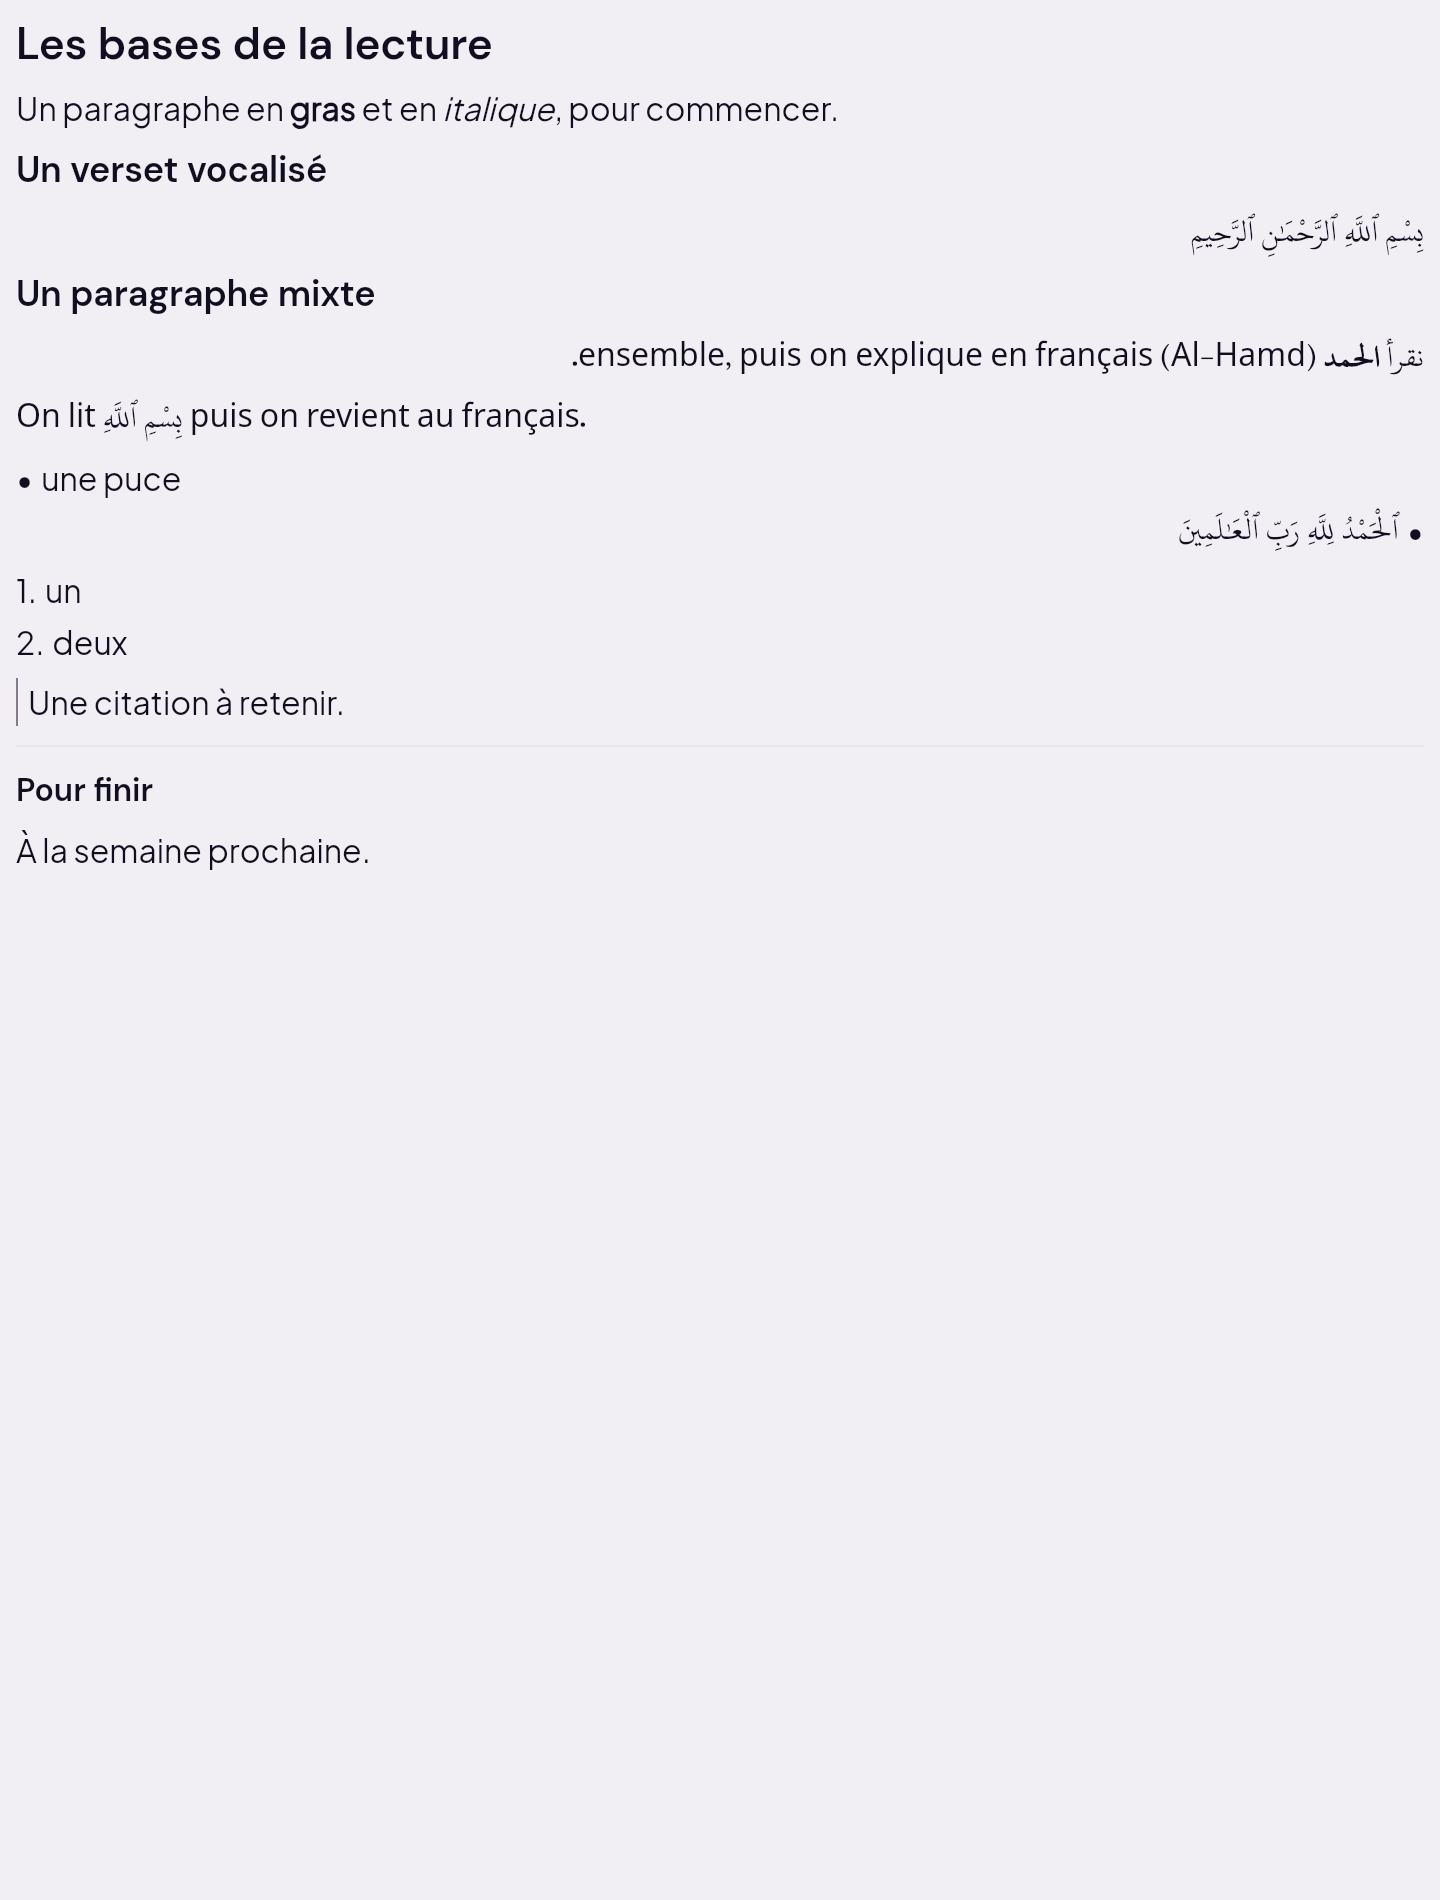 Les bases de la lecture
Un paragraphe en gras et en italique, pour commencer.
Un verset vocalisé
بِسْمِ ٱللَّهِ ٱلرَّحْمَـٰنِ ٱلرَّحِيمِ
Un paragraphe mixte
نقرأ الحمد (Al-Hamd) ensemble, puis on explique en français.
On lit بِسْمِ ٱللَّهِ puis on revient au français.
• une puce
• ٱلْحَمْدُ لِلَّهِ رَبِّ ٱلْعَـٰلَمِينَ
1. un
2. deux
Une citation à retenir.
Pour finir
À la semaine prochaine.